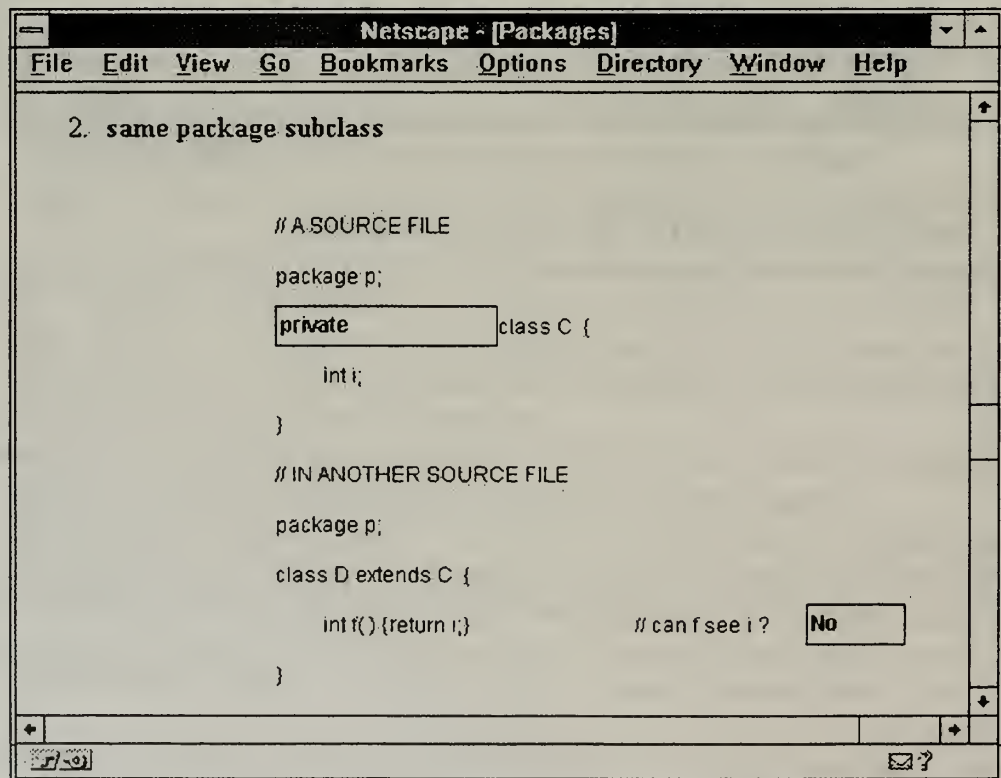 Netscape - [Packages]
File Edit View Go Bookmarks Options Directory Window Help
2. same package subclass
// A SOURCE FILE
package p;
private class C {
int i;
}
// IN ANOTHER SOURCE FILE
package p;
class D extends C {
int f( ) {return i;} // can f see i ? No
}